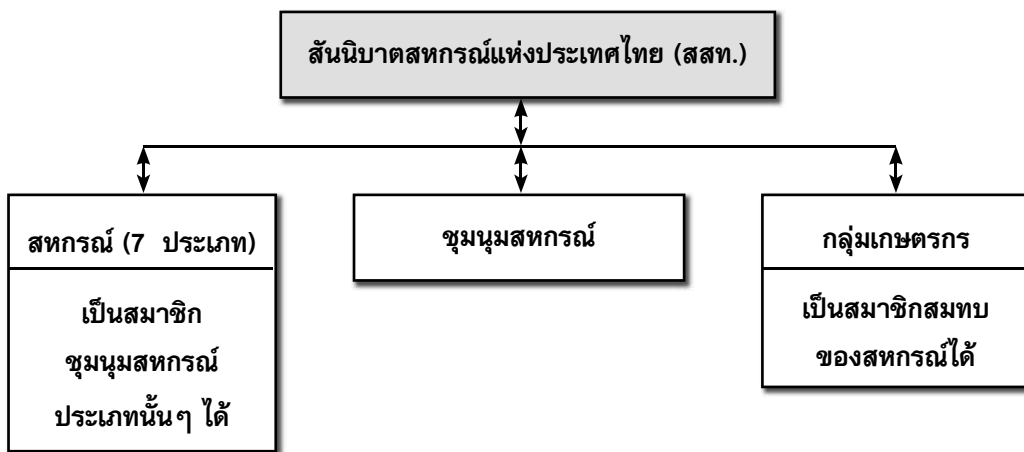 สันนิบาตสหกรณ์แห่งประเทศไทย (สสท.)
สหกรณ์ (7 ประเภท)
เป็นสมาชิก
ชุมนุมสหกรณ์
ประเภทนั้นๆ ได้
ชุมนุมสหกรณ์
กลุ่มเกษตรกร
เป็นสมาชิกสมทบ
ของสหกรณ์ได้